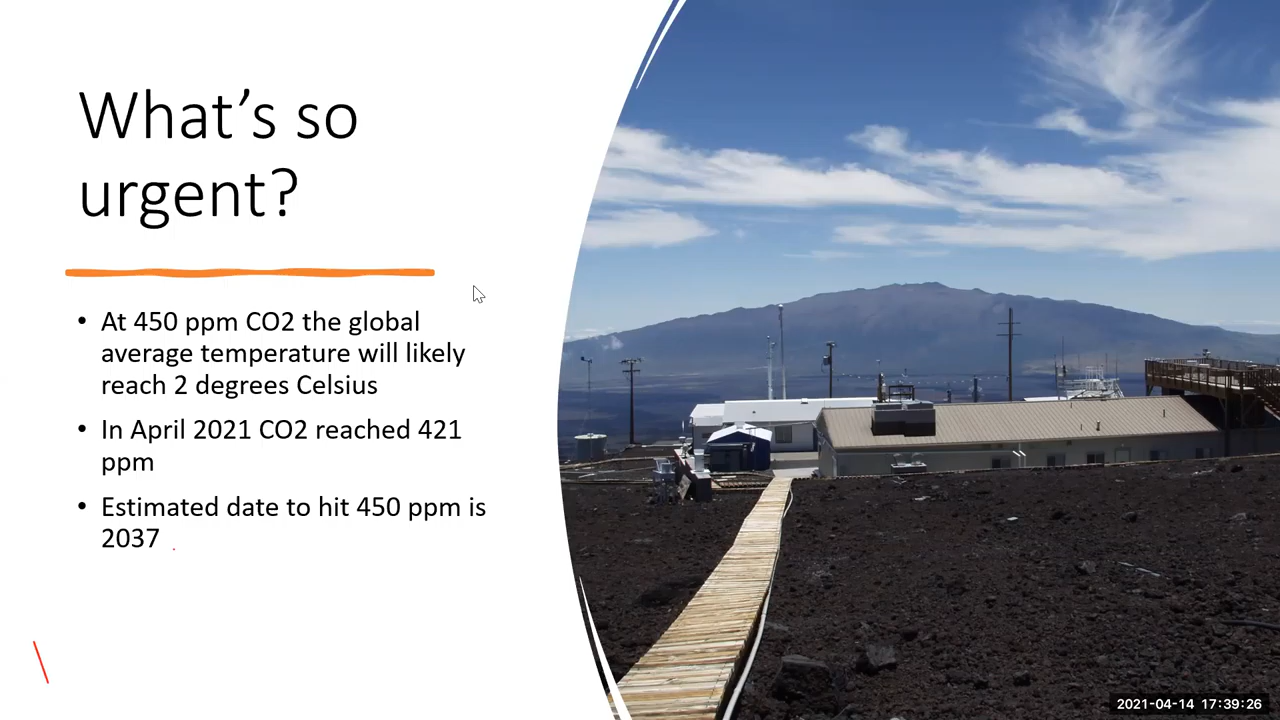 What's so
urgent?
• At 450 ppm CO2 the global
average temperature will likely
reach 2 degrees Celsius
• In April 2021 CO2 reached 421
ppm
• Estimated date to hit 450 ppm is
2037
2021-04-14 17:39:26